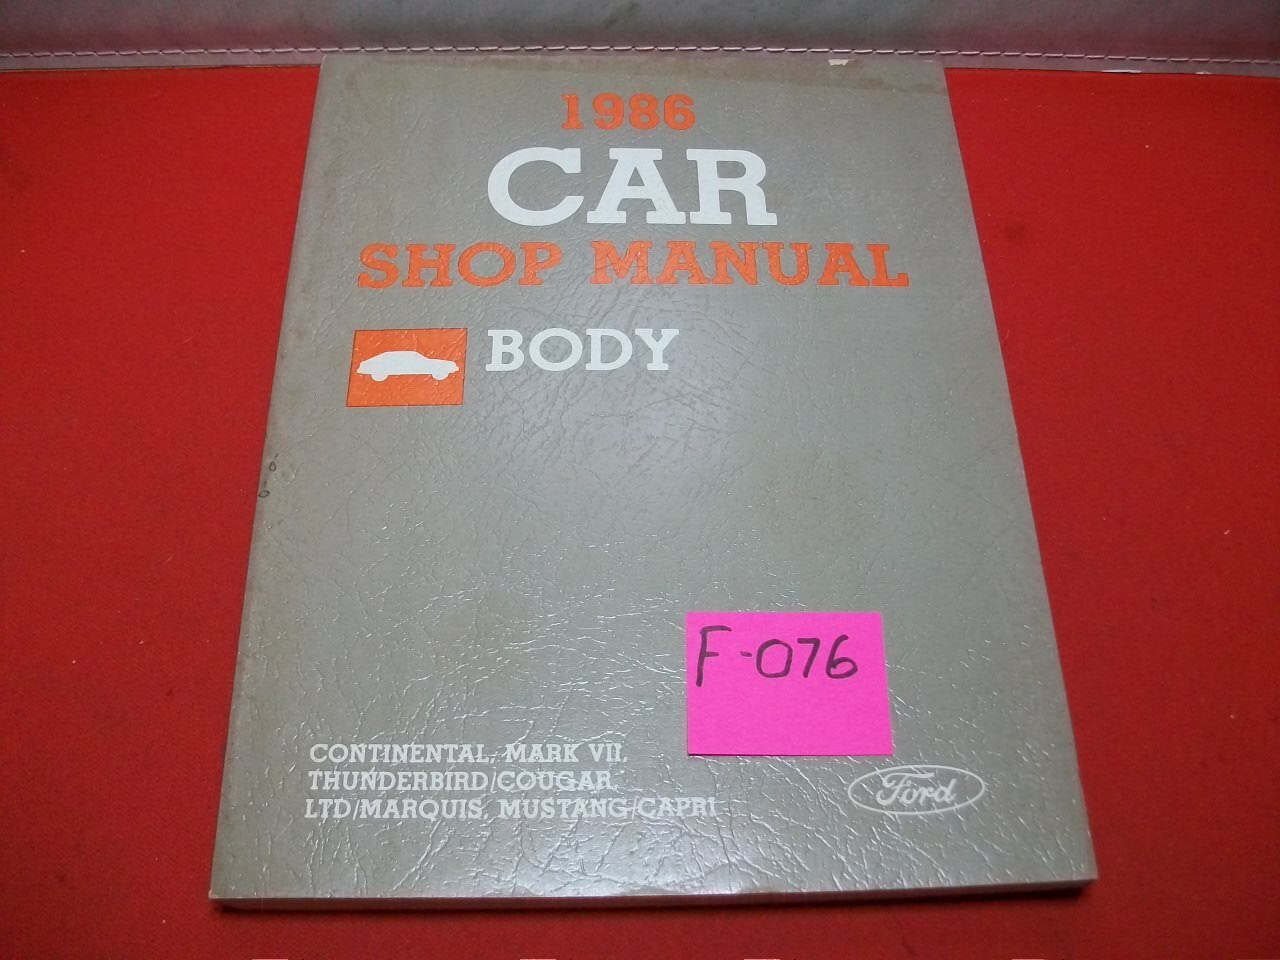 1986
CAR
SHOP MANUAL
BODY
F-076
CONTINENTAL, MARK VII,
THUNDERBIRD/COUGAR,
LTD/MARQUIS, MUSTANG/CAPRI
Ford